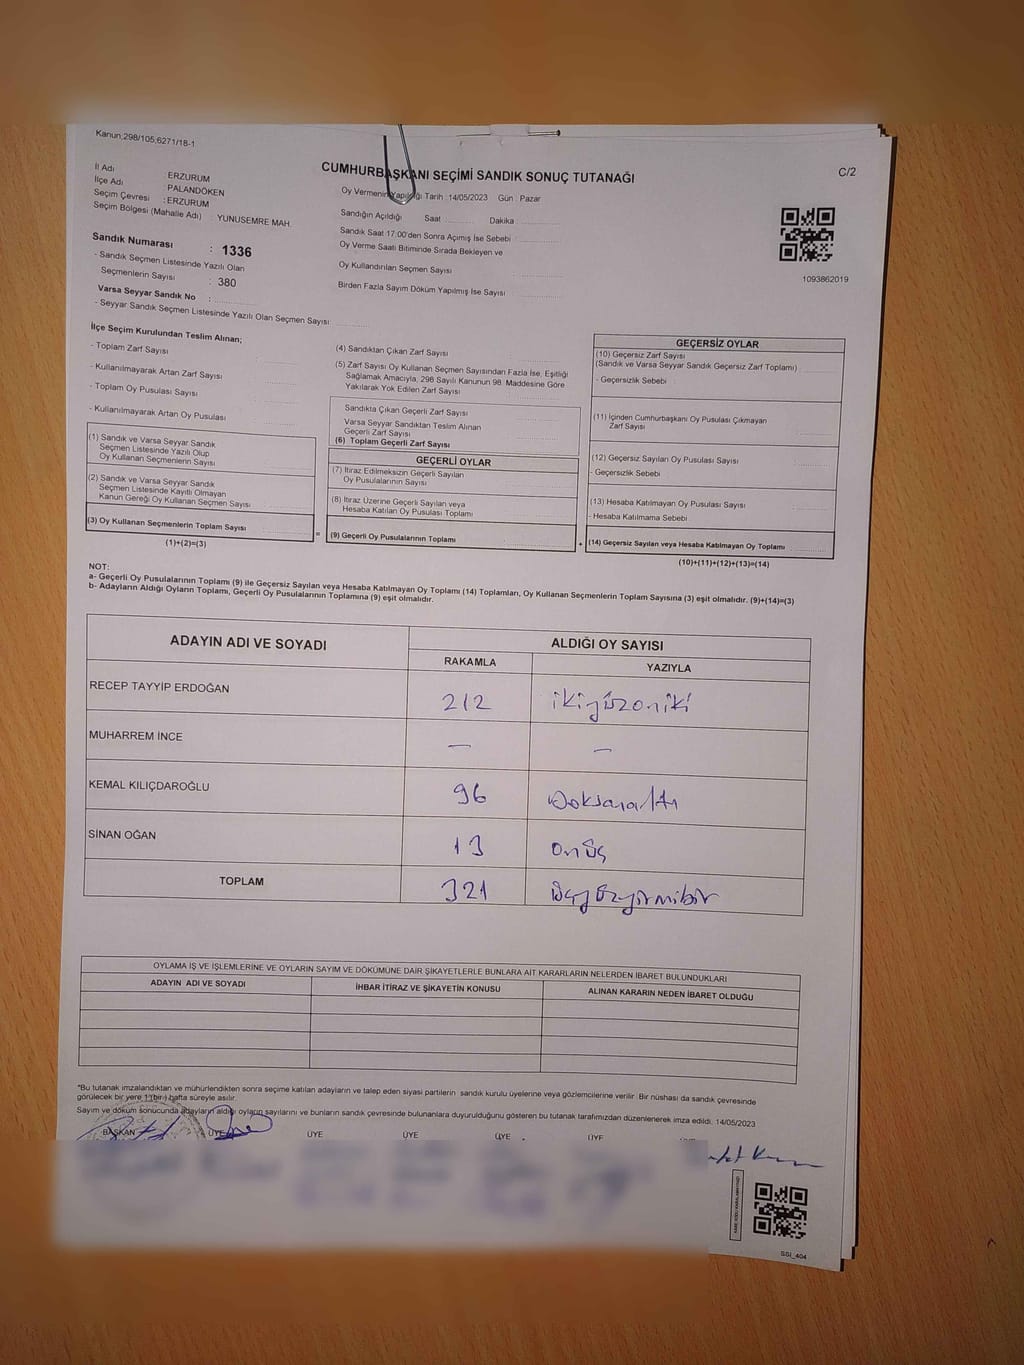 Kanun,298/105,6271/18-1
CUMHURBAŞKANI SEÇİMİ SANDIK SONUÇ TUTANAĞI
C/2
İl Adı ERZURUM
İlçe Adı PALANDÖKEN
Seçim Çevresi : ERZURUM
Seçim Bölgesi (Mahalle Adı) : YUNUSEMRE MAH.
Oy Vermenin Yapıldığı Tarih : 14/05/2023 Gün : Pazar
Sandığın Açıldığı Saat Dakika :
Sandık Saat 17:00'den Sonra Açımış İse Sebebi
Oy Verme Saati Bitiminde Sırada Bekleyen ve
Oy Kullandırılan Seçmen Sayısı
Birden Fazla Sayım Döküm Yapılmış İse Sayısı
1093862019
Sandık Numarası : 1336
- Sandık Seçmen Listesinde Yazılı Olan
Seçmenlerin Sayısı : 380
Varsa Seyyar Sandık No :
- Seyyar Sandık Seçmen Listesinde Yazılı Olan Seçmen Sayısı:
İlçe Seçim Kurulundan Teslim Alınan;
- Toplam Zarf Sayısı
- Kullanılmayarak Artan Zarf Sayısı
- Toplam Oy Pusulası Sayısı
- Kullanılmayarak Artan Oy Pusulası
(1) Sandık ve Varsa Seyyar Sandık
Seçmen Listesinde Yazılı Olup
Oy Kullanan Seçmenlerin Sayısı
(2) Sandık ve Varsa Seyyar Sandık
Seçmen Listesinde Kayıtlı Olmayan
Kanun Gereği Oy Kullanan Seçmen Sayısı
(3) Oy Kullanan Seçmenlerin Toplam Sayısı
(1)+(2)=(3)
=
(4) Sandıktan Çıkan Zarf Sayısı
(5) Zarf Sayısı Oy Kullanan Seçmen Sayısından Fazla İse, Eşitliği
Sağlamak Amacıyla, 298 Sayılı Kanunun 98. Maddesine Göre
Yakılarak Yok Edilen Zarf Sayısı
Sandıkta Çıkan Geçerli Zarf Sayısı
Varsa Seyyar Sandıktan Teslim Alınan
Geçerli Zarf Sayısı
(6) Toplam Geçerli Zarf Sayısı
GEÇERLİ OYLAR
(7) İtiraz Edilmeksizin Geçerli Sayılan
Oy Pusulalarının Sayısı
(8) İtiraz Üzerine Geçerli Sayılan veya
Hesaba Katılan Oy Pusulası Toplamı
(9) Geçerli Oy Pusulalarının Toplamı
+
GEÇERSİZ OYLAR
(10) Geçersiz Zarf Sayısı
(Sandık ve Varsa Seyyar Sandık Geçersiz Zarf Toplamı)
- Geçersizlik Sebebi
(11) İçinden Cumhurbaşkanı Oy Pusulası Çıkmayan
Zarf Sayısı
(12) Geçersiz Sayılan Oy Pusulası Sayısı
- Geçersizlik Sebebi
(13) Hesaba Katılmayan Oy Pusulası Sayısı
- Hesaba Katılmama Sebebi
(14) Geçersiz Sayılan veya Hesaba Katılmayan Oy Toplamı
(10)+(11)+(12)+(13)=(14)
NOT:
a- Geçerli Oy Pusulalarının Toplamı (9) ile Geçersiz Sayılan veya Hesaba Katılmayan Oy Toplamı (14) Toplamları, Oy Kullanan Seçmenlerin Toplam Sayısına (3) eşit olmalıdır. (9)+(14)=(3)
b- Adayların Aldığı Oyların Toplamı, Geçerli Oy Pusulalarının Toplamına (9) eşit olmalıdır.
ADAYIN ADI VE SOYADI ALDIĞI OY SAYISI
RAKAMLA YAZIYLA
RECEP TAYYİP ERDOĞAN 212 ikiyüzoniki
MUHARREM İNCE — —
KEMAL KILIÇDAROĞLU 96 Doksanaltı
SİNAN OĞAN 13 onüç
TOPLAM 321 üçyüzyirmibir
OYLAMA İŞ VE İŞLEMLERİNE VE OYLARIN SAYIM VE DÖKÜMÜNE DAİR ŞİKAYETLERLE BUNLARA AİT KARARLARIN NELERDEN İBARET BULUNDUKLARI
ADAYIN ADI VE SOYADI İHBAR İTİRAZ VE ŞİKAYETİN KONUSU ALINAN KARARIN NEDEN İBARET OLDUĞU
*Bu tutanak imzalandıktan ve mühürlendikten sonra seçime katılan adayların ve talep eden siyasi partilerin sandık kurulu üyelerine veya gözlemcilerine verilir. Bir nüshası da sandık çevresinde
görülecek bir yere 1 (bir) hafta süreyle asılır.
Sayım ve döküm sonucunda adayların aldığı oyların sayılarını ve bunların sandık çevresinde bulunanlara duyurulduğunu gösteren bu tutanak tarafımızdan düzenlenerek imza edildi. 14/05/2023
BAŞKAN ÜYE ÜYE ÜYE ÜYE ÜYE
SSI_404